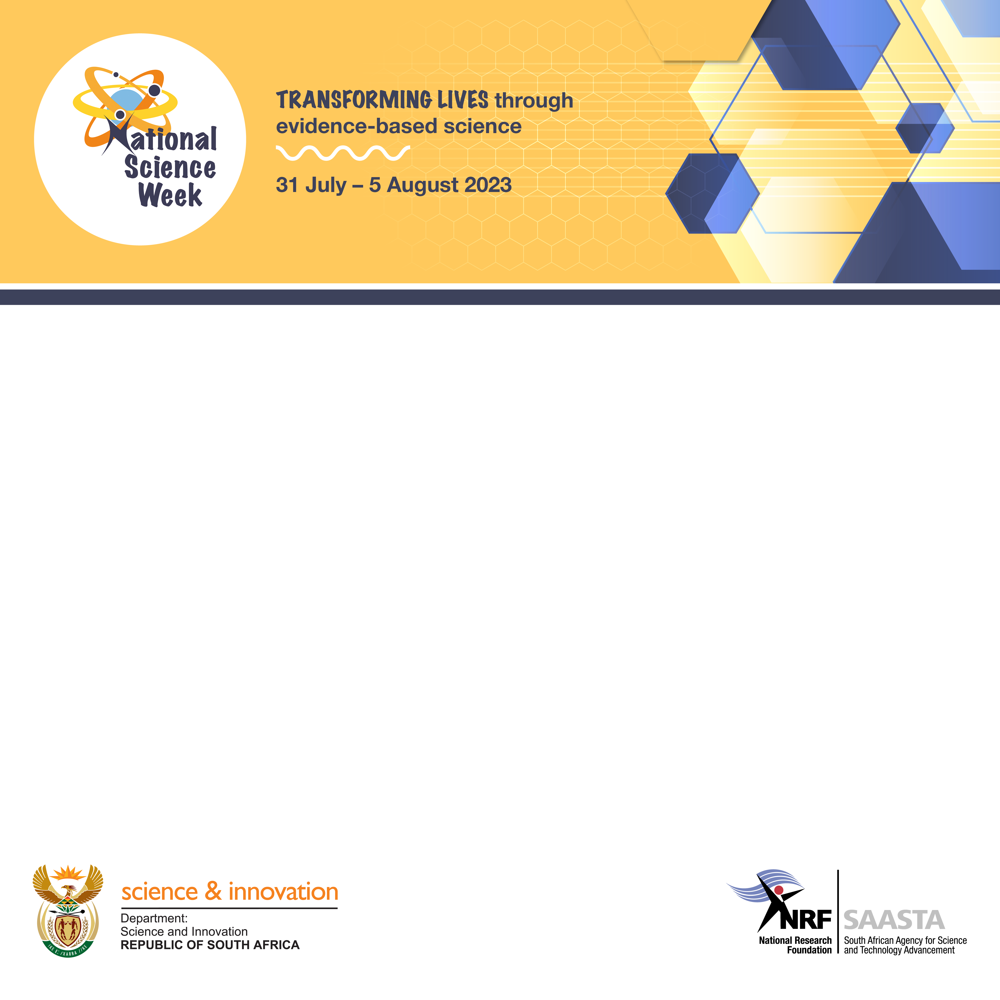 National
Science
Week
TRANSFORMING LIVES through
evidence-based science
31 July – 5 August 2023
science & innovation
Department:
Science and Innovation
REPUBLIC OF SOUTH AFRICA
!KE E: /XARRA //KE
NRF
National Research
Foundation
SAASTA
South African Agency for Science
and Technology Advancement